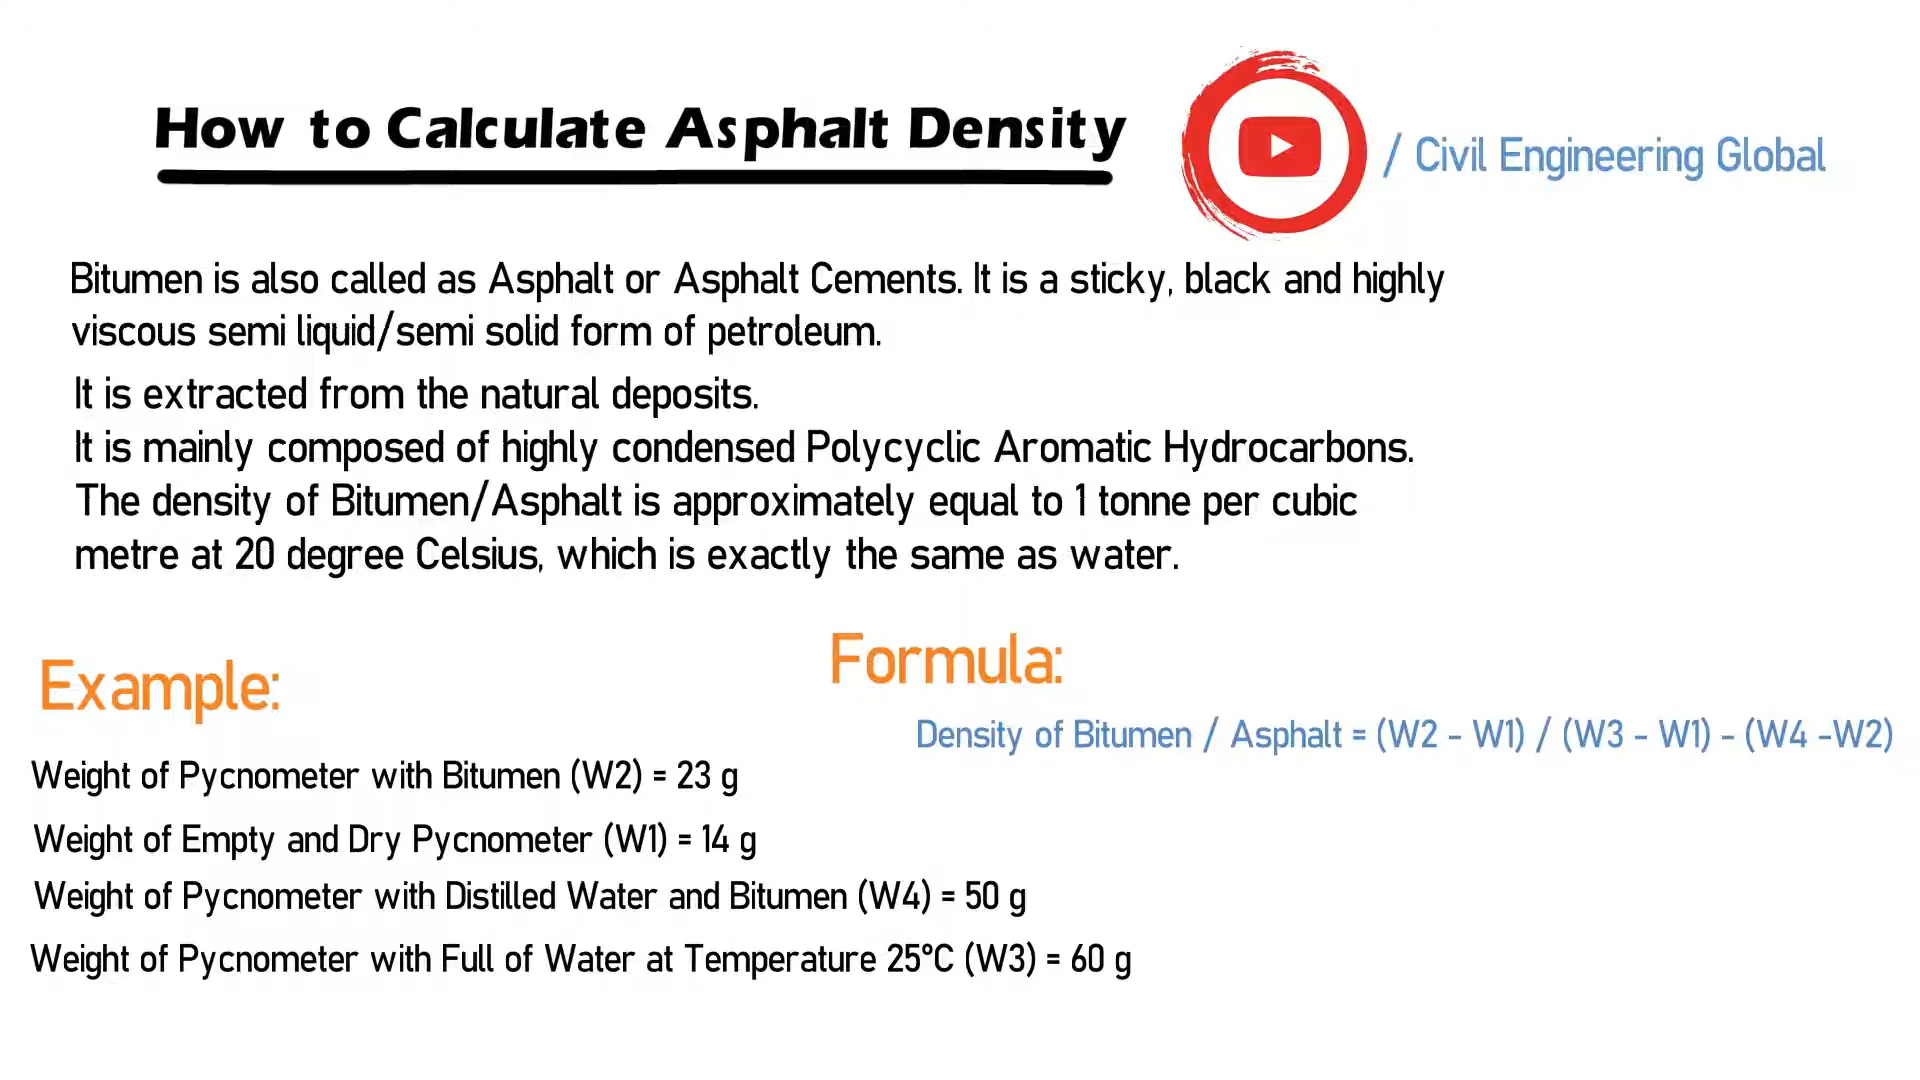 How to Calculate Asphalt Density
/ Civil Engineering Global
Bitumen is also called as Asphalt or Asphalt Cements. It is a sticky, black and highly
viscous semi liquid/semi solid form of petroleum.
It is extracted from the natural deposits.
It is mainly composed of highly condensed Polycyclic Aromatic Hydrocarbons.
The density of Bitumen/Asphalt is approximately equal to 1 tonne per cubic
metre at 20 degree Celsius, which is exactly the same as water.
Example:
Weight of Pycnometer with Bitumen (W2) = 23 g
Weight of Empty and Dry Pycnometer (W1) = 14 g
Weight of Pycnometer with Distilled Water and Bitumen (W4) = 50 g
Weight of Pycnometer with Full of Water at Temperature 25°C (W3) = 60 g
Formula:
Density of Bitumen / Asphalt = (W2 - W1) / (W3 - W1) - (W4 -W2)